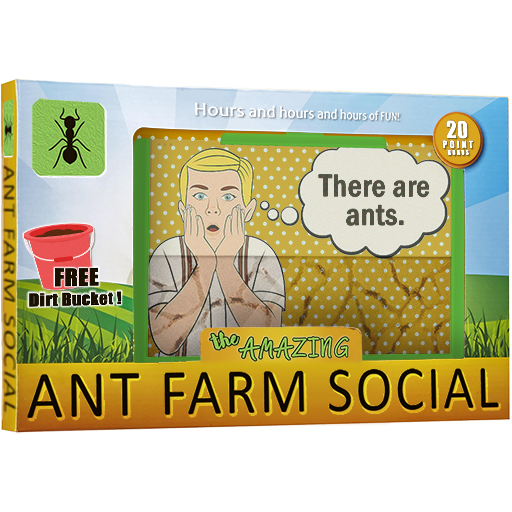 Hours and hours and hours of FUN!
20
POINT
BONUS
There are
ants.
FREE
Dirt Bucket !
the AMAZING
ANT FARM SOCIAL
ANT FARM SOCIAL